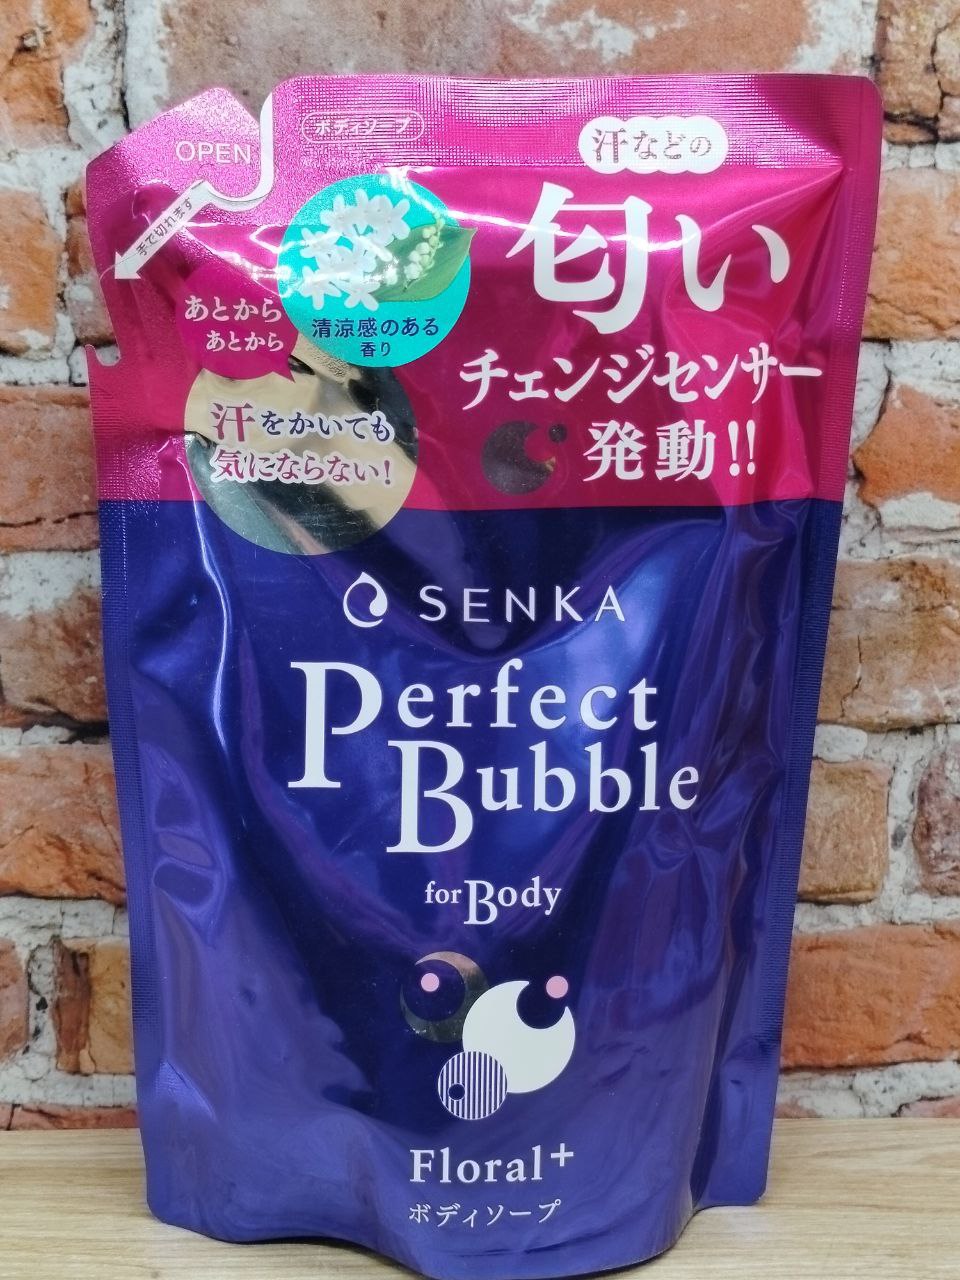 OPEN
手で切れます
ボディソープ
汗などの
匂い
チェンジセンサー
発動!!
清涼感のある
香り
あとから
あとから
汗をかいても
気にならない!
SENKA
Perfect
Bubble
for Body
Floral+
ボディソープ